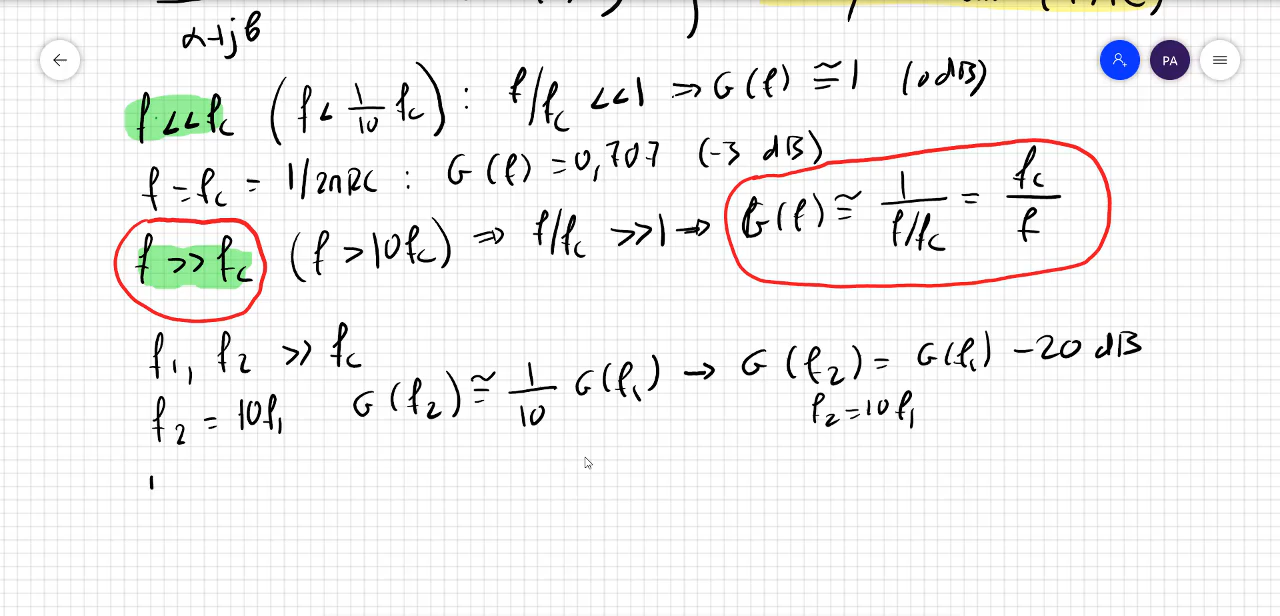 α+jβ
f << fc (f < 1/10 fc) : f/fc << 1 ⇒ G(f) ≅ 1 (0 dB)
f = fc = 1/2πRC : G(f) = 0,707 (-3 dB)
f >> fc (f > 10fc) ⇒ f/fc >> 1 ⇒ G(f) ≅ 1/(f/fc) = fc/f
f1, f2 >> fc
f2 = 10f1 G(f2) ≅ 1/10 G(f1) → G(f2) = G(f1) - 20 dB
f2 = 10f1
PA